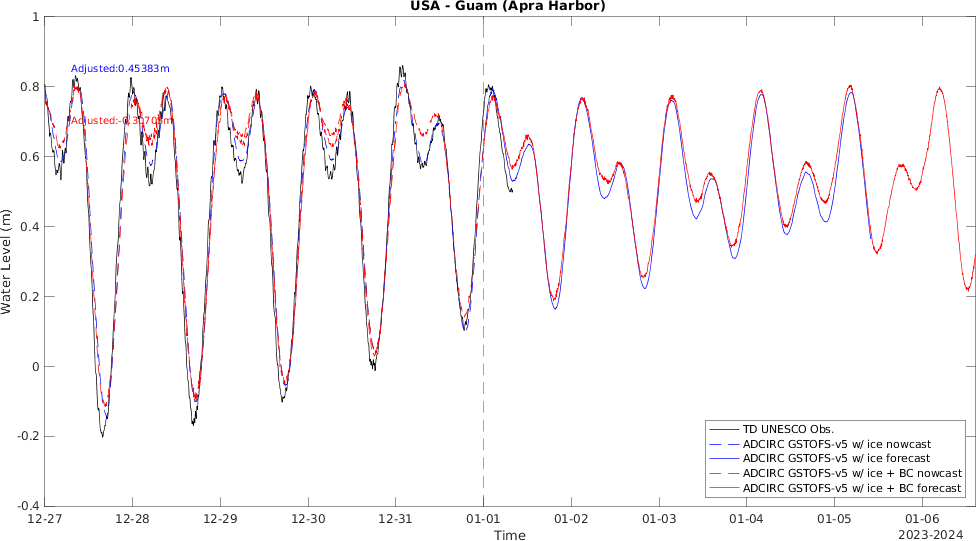 USA - Guam (Apra Harbor)
Water Level (m)
1
0.8
0.6
0.4
0.2
0
-0.2
-0.4
Adjusted:0.45383m
12-27
12-28
12-29
12-30
12-31
01-01
01-02
01-03
01-04
01-05
01-06
Time
2023-2024
TD UNESCO Obs.
ADCIRC GSTOFS-v5 w/ ice nowcast
ADCIRC GSTOFS-v5 w/ ice forecast
ADCIRC GSTOFS-v5 w/ ice + BC nowcast
ADCIRC GSTOFS-v5 w/ ice + BC forecast